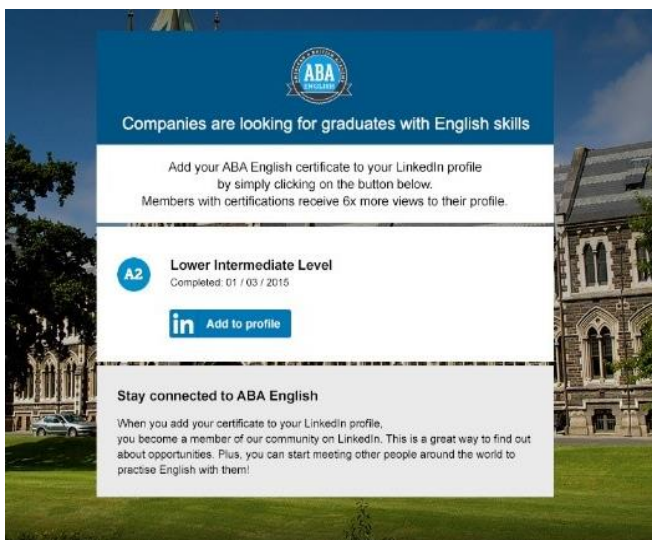 ABA
ENGLISH
Companies are looking for graduates with English skills
Add your ABA English certificate to your LinkedIn profile
by simply clicking on the button below.
Members with certifications receive 6x more views to their profile.
A2
Lower Intermediate Level
Completed: 01 / 03 / 2015
in Add to profile
Stay connected to ABA English
When you add your certificate to your LinkedIn profile,
you become a member of our community on LinkedIn. This is a great way to find out
about opportunities. Plus, you can start meeting other people around the world to
practise English with them!